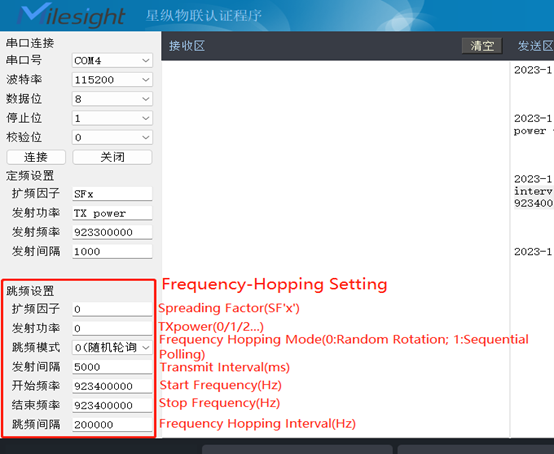 Milesight 星纵物联认证程序
串口连接
串口号 COM4
波特率 115200
数据位 8
停止位 1
校验位 0
连接 关闭
定频设置
扩频因子 SFx
发射功率 TX power
发射频率 923300000
发射间隔 1000
跳频设置
扩频因子 0
发射功率 0
跳频模式 0(随机轮询
发射间隔 5000
开始频率 923400000
结束频率 923400000
跳频间隔 200000
接收区 清空 发送区
Frequency-Hopping Setting
Spreading Factor(SF'x')
TXpower(0/1/2...)
Frequency Hopping Mode(0:Random Rotation; 1:Sequential
Polling)
Transmit Interval(ms)
Start Frequency(Hz)
Stop Frequency(Hz)
Frequency Hopping Interval(Hz)
2023-1
2023-1
power
2023-1
interv
923400
2023-1